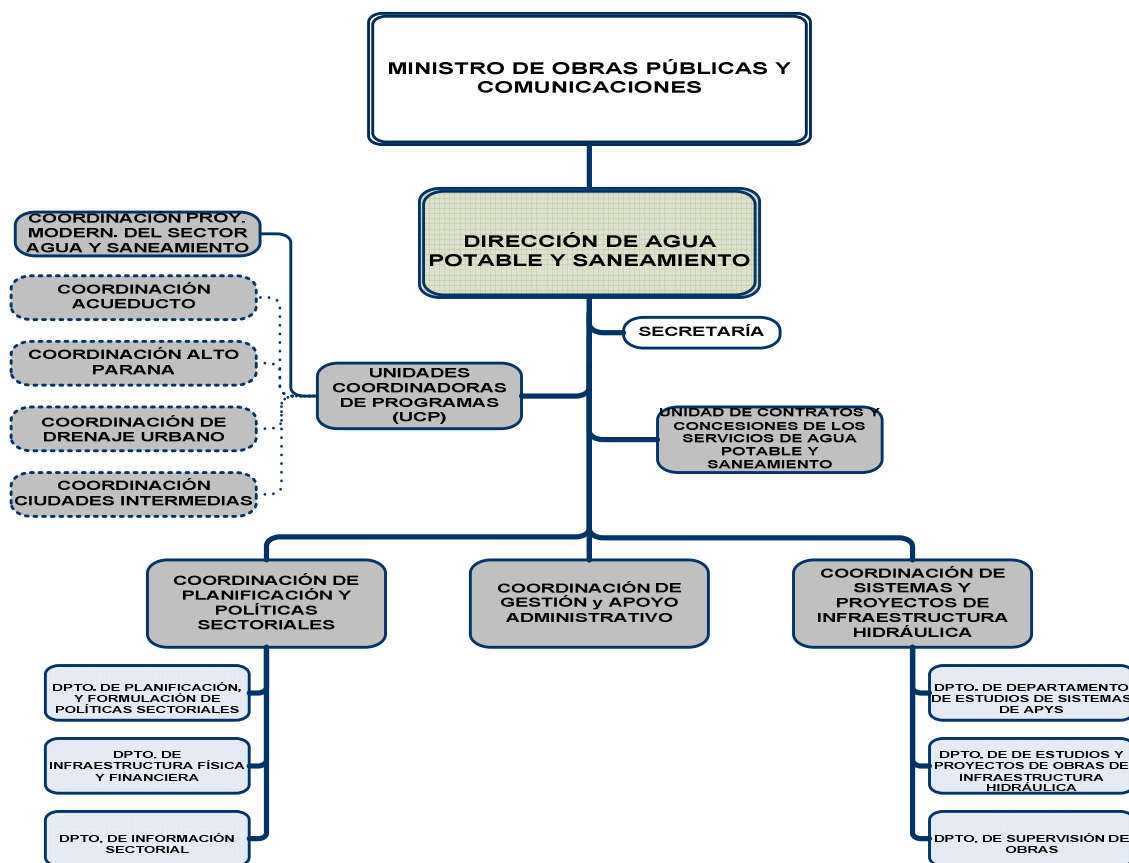 MINISTRO DE OBRAS PÚBLICAS Y
COMUNICACIONES
DIRECCIÓN DE AGUA
POTABLE Y SANEAMIENTO
SECRETARÍA
COORDINACIÓN PROY.
MODERN. DEL SECTOR
AGUA Y SANEAMIENTO
COORDINACIÓN
ACUEDUCTO
COORDINACIÓN ALTO
PARANA
COORDINACIÓN DE
DRENAJE URBANO
COORDINACIÓN
CIUDADES INTERMEDIAS
UNIDADES
COORDINADORAS
DE PROGRAMAS
(UCP)
UNIDAD DE CONTRATOS Y
CONCESIONES DE LOS
SERVICIOS DE AGUA
POTABLE Y
SANEAMIENTO
COORDINACIÓN DE
PLANIFICACIÓN Y
POLÍTICAS
SECTORIALES
COORDINACIÓN DE
GESTIÓN y APOYO
ADMINISTRATIVO
COORDINACIÓN DE
SISTEMAS Y
PROYECTOS DE
INFRAESTRUCTURA
HIDRÁULICA
DPTO. DE PLANIFICACIÓN,
Y FORMULACIÓN DE
POLÍTICAS SECTORIALES
DPTO. DE
INFRAESTRUCTURA FÍSICA
Y FINANCIERA
DPTO. DE INFORMACIÓN
SECTORIAL
DPTO. DE DEPARTAMENTO
DE ESTUDIOS DE SISTEMAS
DE APYS
DPTO. DE DE ESTUDIOS Y
PROYECTOS DE OBRAS DE
INFRAESTRUCTURA
HIDRÁULICA
DPTO. DE SUPERVISIÓN DE
OBRAS